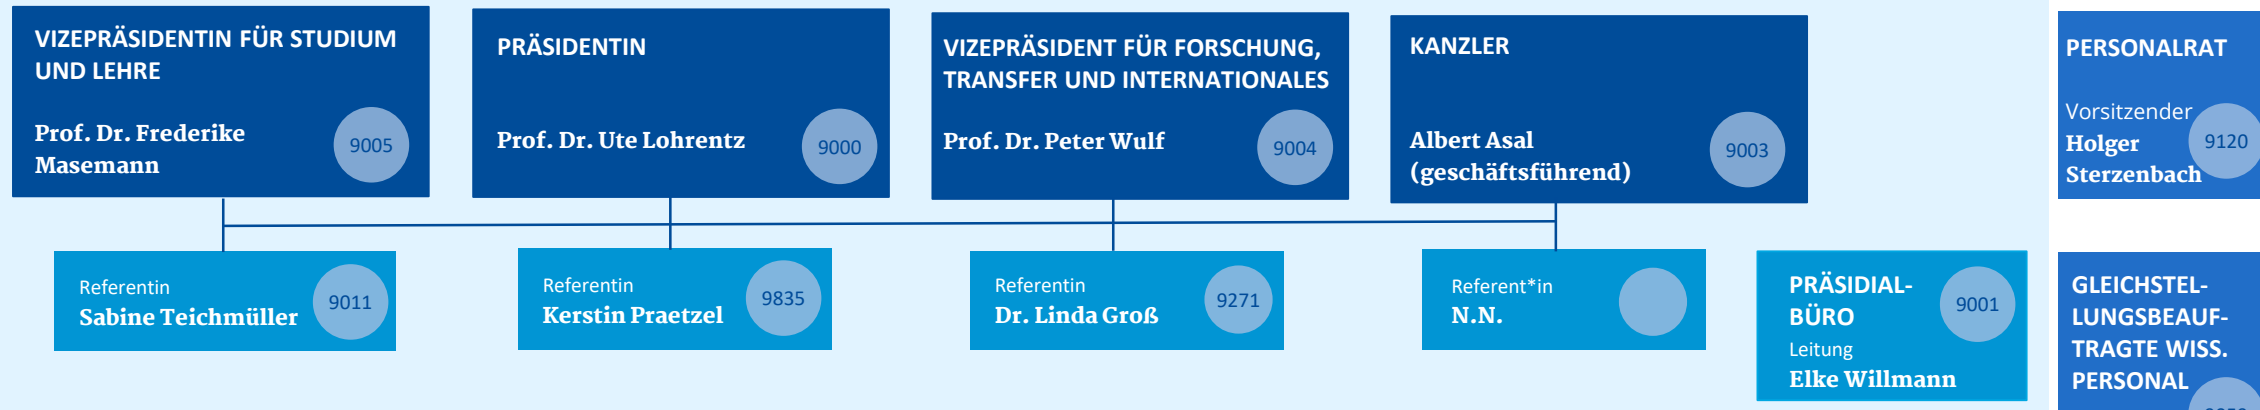 VIZEPRÄSIDENTIN FÜR STUDIUM
UND LEHRE
Prof. Dr. Frederike
Masemann
9005
PRÄSIDENTIN
Prof. Dr. Ute Lohrentz
9000
VIZEPRÄSIDENT FÜR FORSCHUNG,
TRANSFER UND INTERNATIONALES
Prof. Dr. Peter Wulf
9004
KANZLER
Albert Asal
(geschäftsführend)
9003
PERSONALRAT
Vorsitzender
Holger
Sterzenbach
9120
Referentin
Sabine Teichmüller
9011
Referentin
Kerstin Praetzel
9835
Referentin
Dr. Linda Groß
9271
Referent*in
N.N.
PRÄSIDIAL-
BÜRO
Leitung
Elke Willmann
9001
GLEICHSTEL-
LUNGSBEAUF-
TRAGTE WISS.
PERSONAL